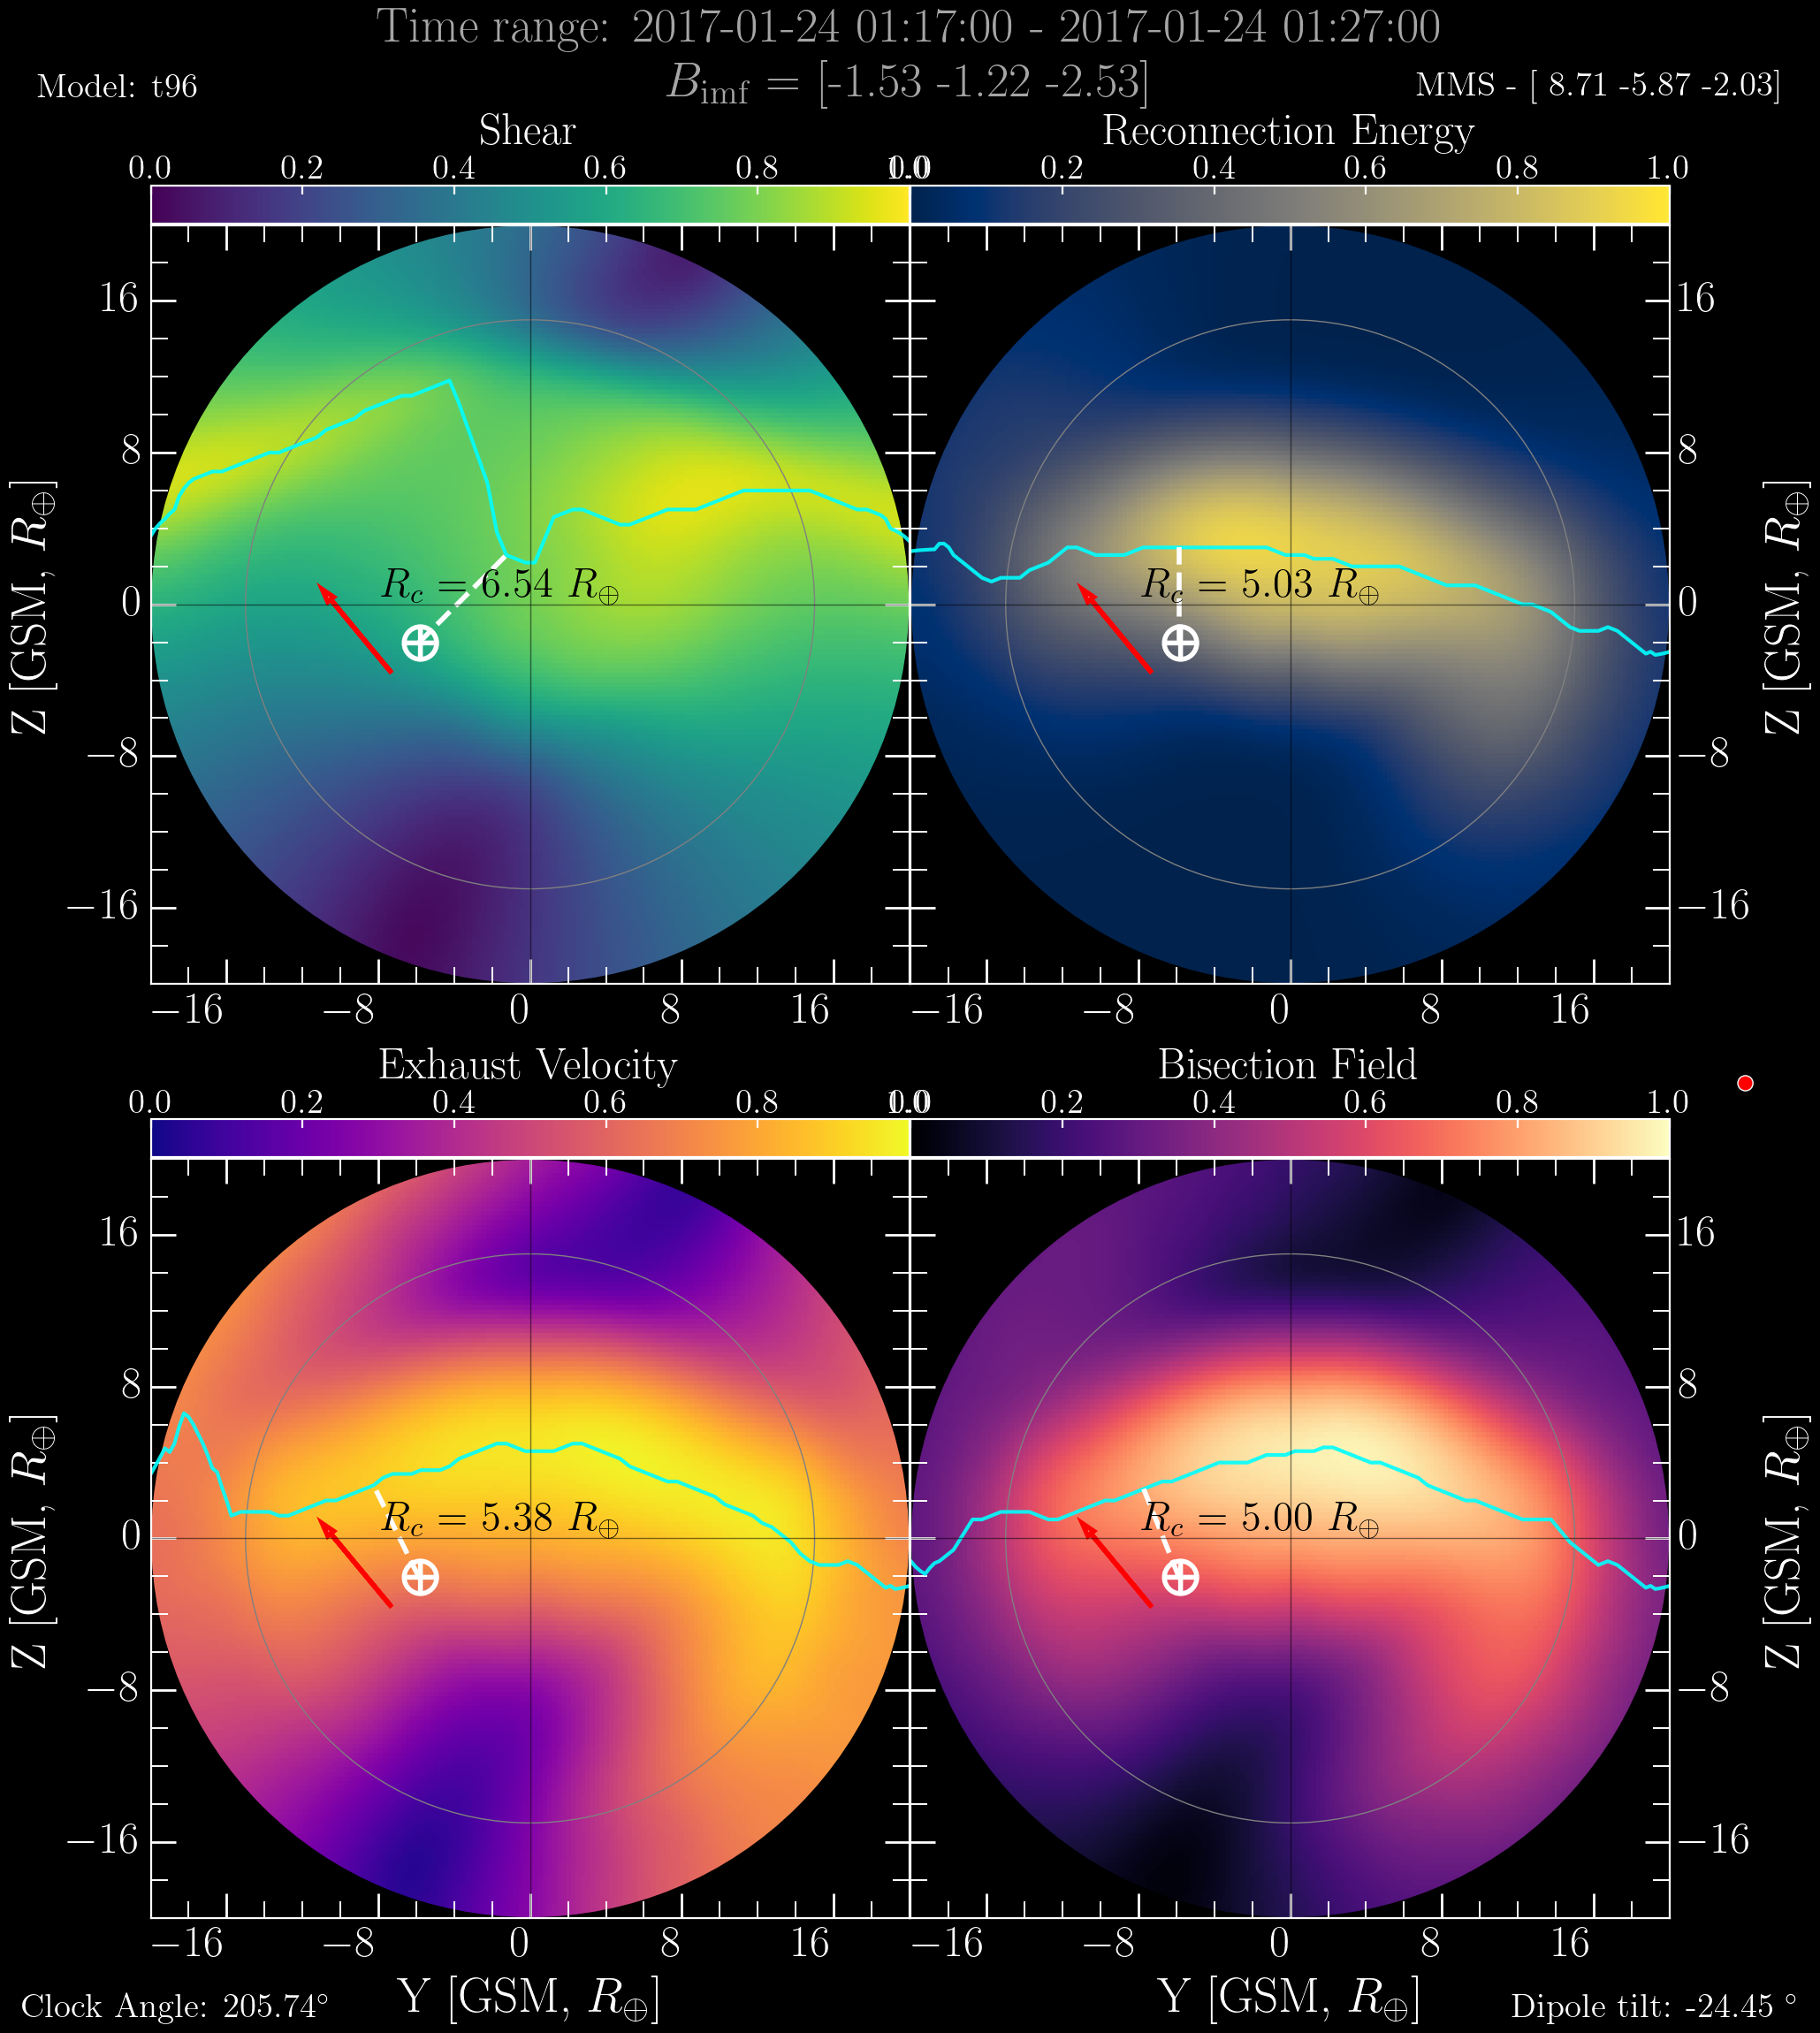 Time range: 2017-01-24 01:17:00 - 2017-01-24 01:27:00
B_imf = [-1.53 -1.22 -2.53]
Model: t96
MMS - [ 8.71 -5.87 -2.03]
Shear
0.0 0.2 0.4 0.6 0.8 1.0
Reconnection Energy
0.0 0.2 0.4 0.6 0.8 1.0
16
8
0
−8
−16
Z [GSM, R⊕]
R_c = 6.54 R⊕
R_c = 5.03 R⊕
16
8
0
−8
−16
Z [GSM, R⊕]
−16 −8 0 8 16
−16 −8 0 8 16
Exhaust Velocity
0.0 0.2 0.4 0.6 0.8 1.0
Bisection Field
0.0 0.2 0.4 0.6 0.8 1.0
16
8
0
−8
−16
Z [GSM, R⊕]
R_c = 5.38 R⊕
R_c = 5.00 R⊕
16
8
0
−8
−16
Z [GSM, R⊕]
−16 −8 0 8 16
Y [GSM, R⊕]
−16 −8 0 8 16
Y [GSM, R⊕]
Clock Angle: 205.74°
Dipole tilt: -24.45 °